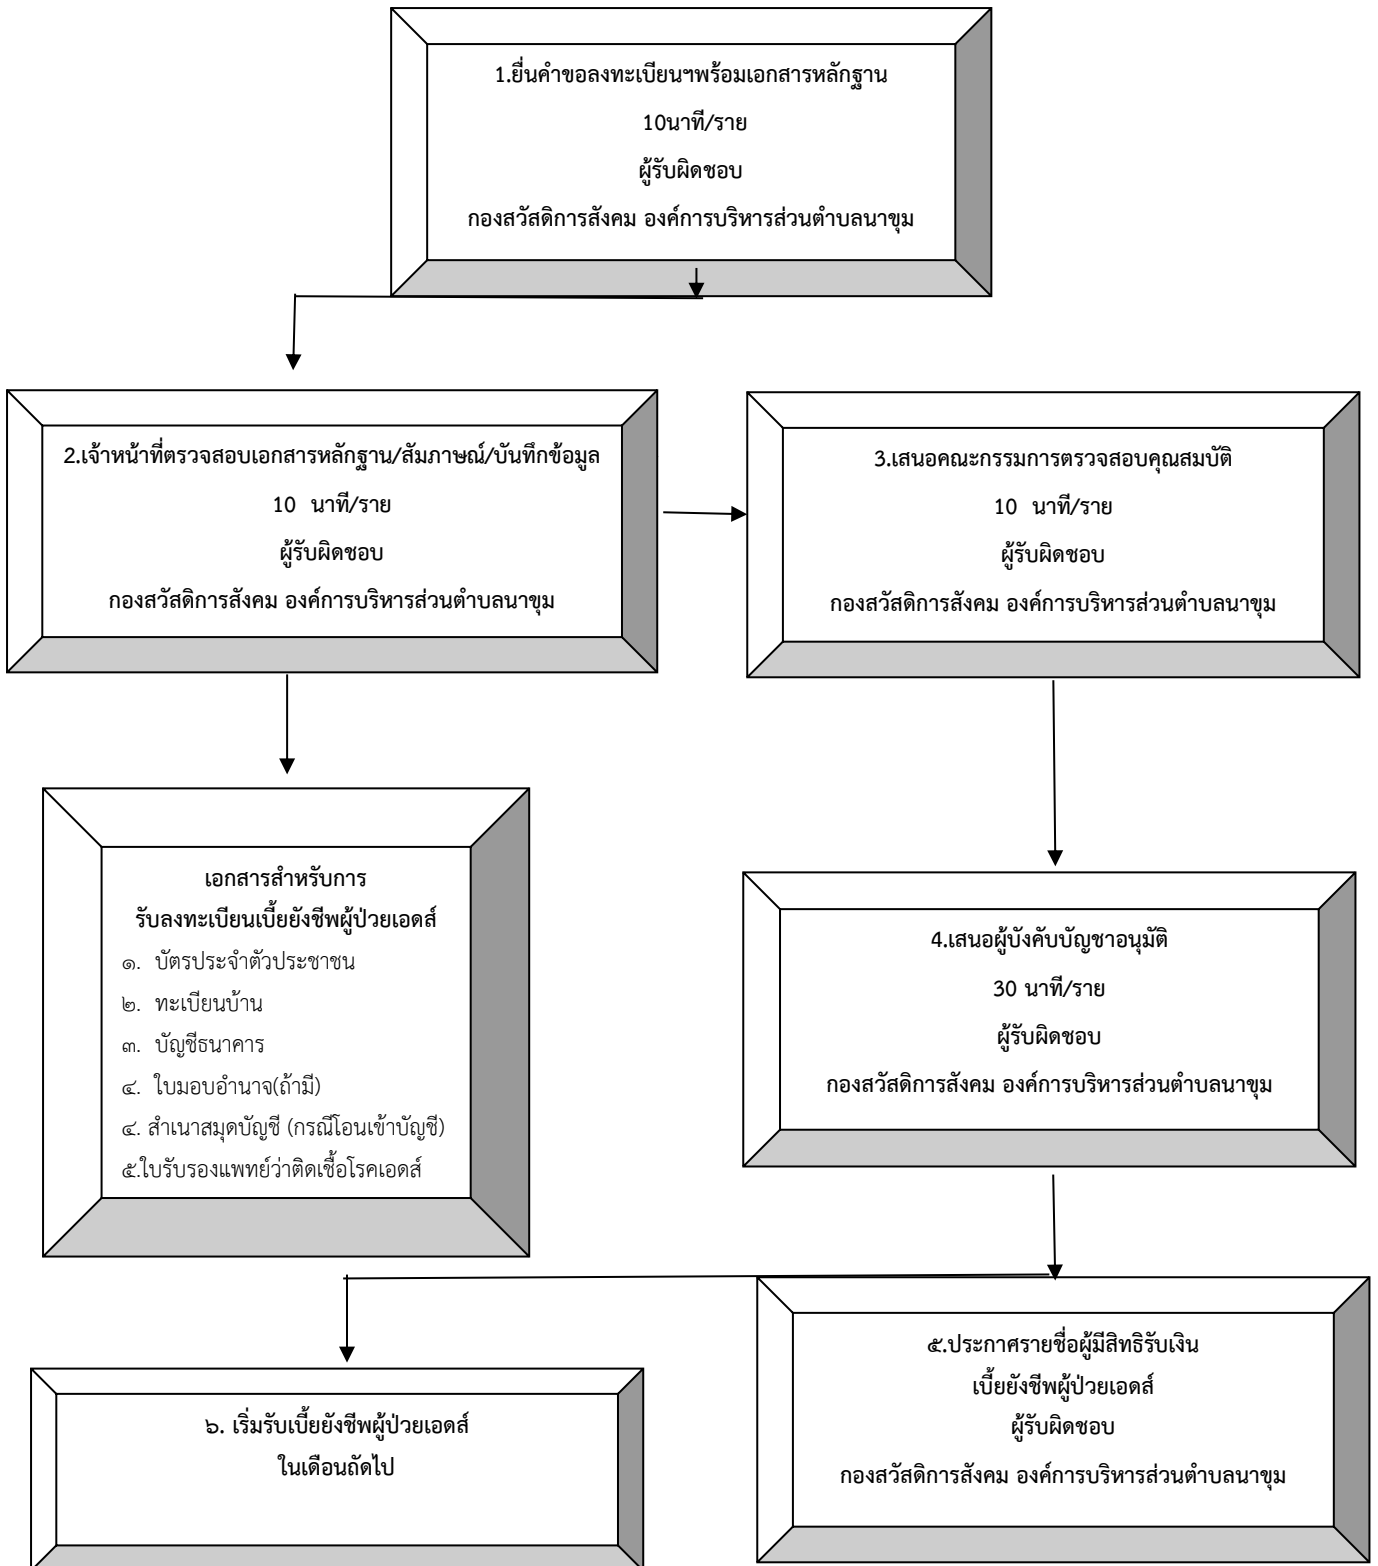 1.ยื่นคำขอลงทะเบียนฯพร้อมเอกสารหลักฐาน
10นาที/ราย
ผู้รับผิดชอบ
กองสวัสดิการสังคม องค์การบริหารส่วนตำบลนาขุม
2.เจ้าหน้าที่ตรวจสอบเอกสารหลักฐาน/สัมภาษณ์/บันทึกข้อมูล
10 นาที/ราย
ผู้รับผิดชอบ
กองสวัสดิการสังคม องค์การบริหารส่วนตำบลนาขุม
3.เสนอคณะกรรมการตรวจสอบคุณสมบัติ
10 นาที/ราย
ผู้รับผิดชอบ
กองสวัสดิการสังคม องค์การบริหารส่วนตำบลนาขุม
เอกสารสำหรับการ
รับลงทะเบียนเบี้ยยังชีพผู้ป่วยเอดส์
๑. บัตรประจำตัวประชาชน
๒. ทะเบียนบ้าน
๓. บัญชีธนาคาร
๔. ใบมอบอำนาจ(ถ้ามี)
๔. สำเนาสมุดบัญชี (กรณีโอนเข้าบัญชี)
๕.ใบรับรองแพทย์ว่าติดเชื้อโรคเอดส์
4.เสนอผู้บังคับบัญชาอนุมัติ
30 นาที/ราย
ผู้รับผิดชอบ
กองสวัสดิการสังคม องค์การบริหารส่วนตำบลนาขุม
๕.ประกาศรายชื่อผู้มีสิทธิรับเงิน
เบี้ยยังชีพผู้ป่วยเอดส์
ผู้รับผิดชอบ
กองสวัสดิการสังคม องค์การบริหารส่วนตำบลนาขุม
๖. เริ่มรับเบี้ยยังชีพผู้ป่วยเอดส์
ในเดือนถัดไป